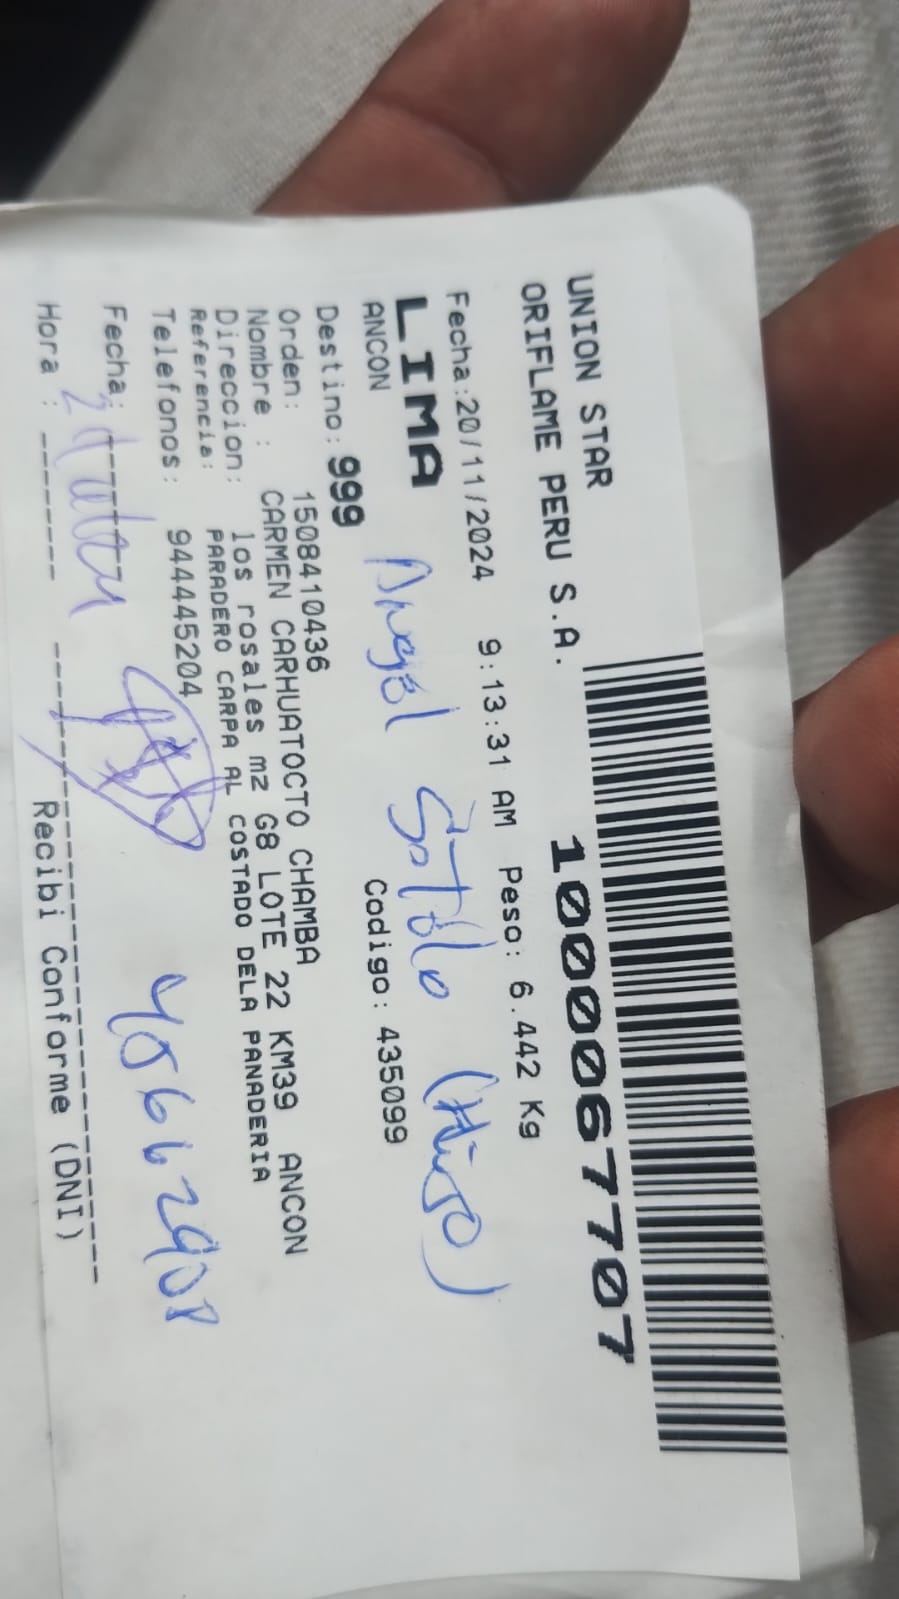 UNION STAR
ORIFLAME PERU S.A.
1000067707
Fecha:20/11/2024 9:13:31 AM Peso: 6.442 Kg
LIMA
Angel Sotelo (Hijo)
ANCON Codigo: 435099
Destino: 999
Orden: 1508410436
Nombre : CARMEN CARHUATOCTO CHAMBA
Direccion: los rosales mz G8 LOTE 22 KM39 ANCON
Referencia: PARADERO CARPA AL COSTADO DELA PANADERIA
Telefonos: 944445204
Fecha:
Hora : Recibi Conforme (DNI)